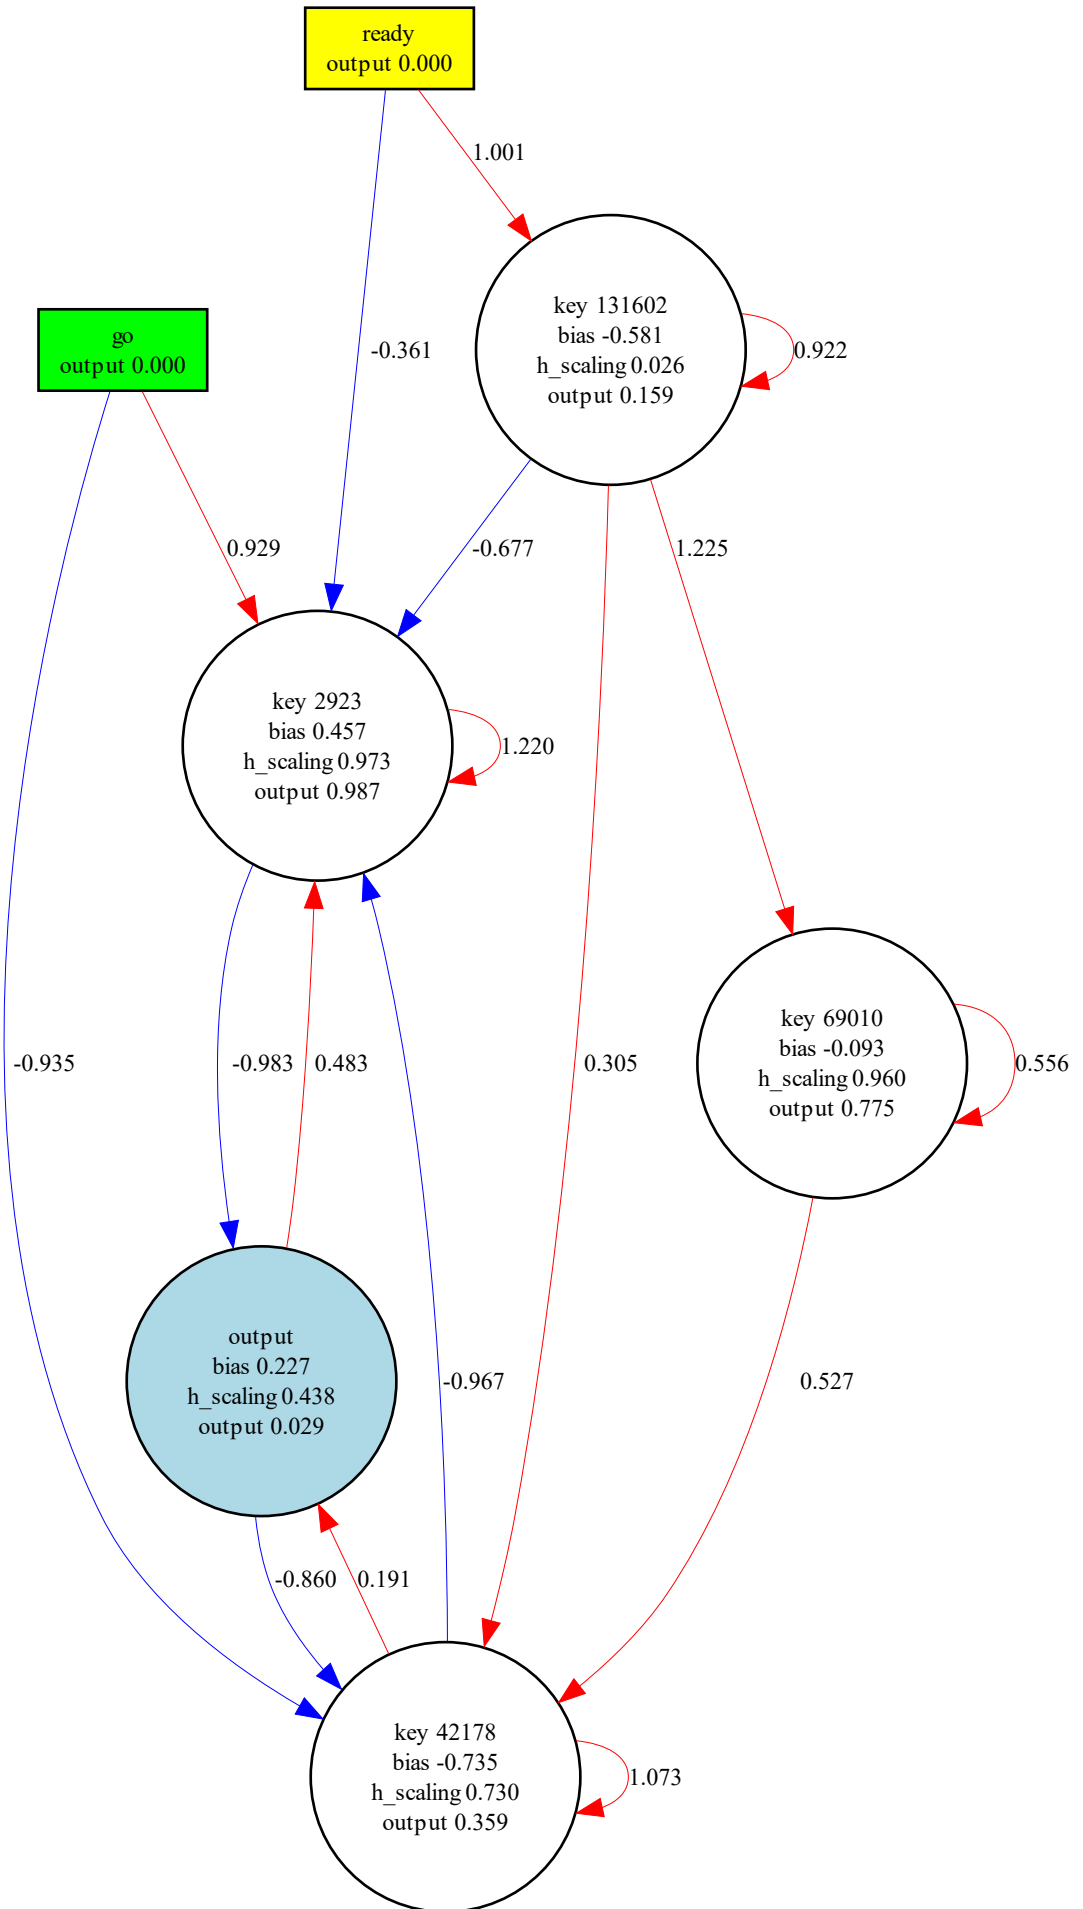 ready
output 0.000
1.001
key 131602
bias -0.581
h_scaling 0.026
output 0.159
0.922
-0.361
go
output 0.000
0.929
-0.677
1.225
key 2923
bias 0.457
h_scaling 0.973
output 0.987
1.220
key 69010
bias -0.093
h_scaling 0.960
output 0.775
0.556
-0.935
-0.983
0.483
0.305
output
bias 0.227
h_scaling 0.438
output 0.029
-0.967
0.527
-0.860
0.191
key 42178
bias -0.735
h_scaling 0.730
output 0.359
1.073